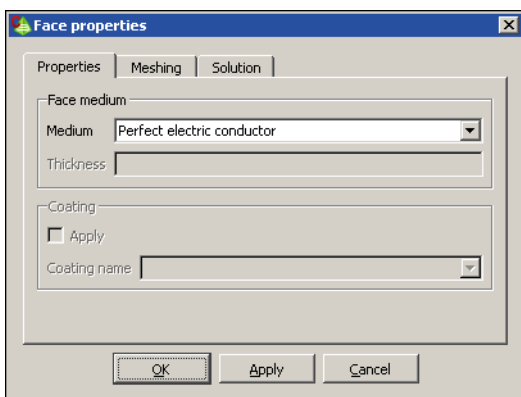 Face properties
Properties Meshing Solution
Face medium
Medium Perfect electric conductor
Thickness
Coating
Apply
Coating name
OK Apply Cancel